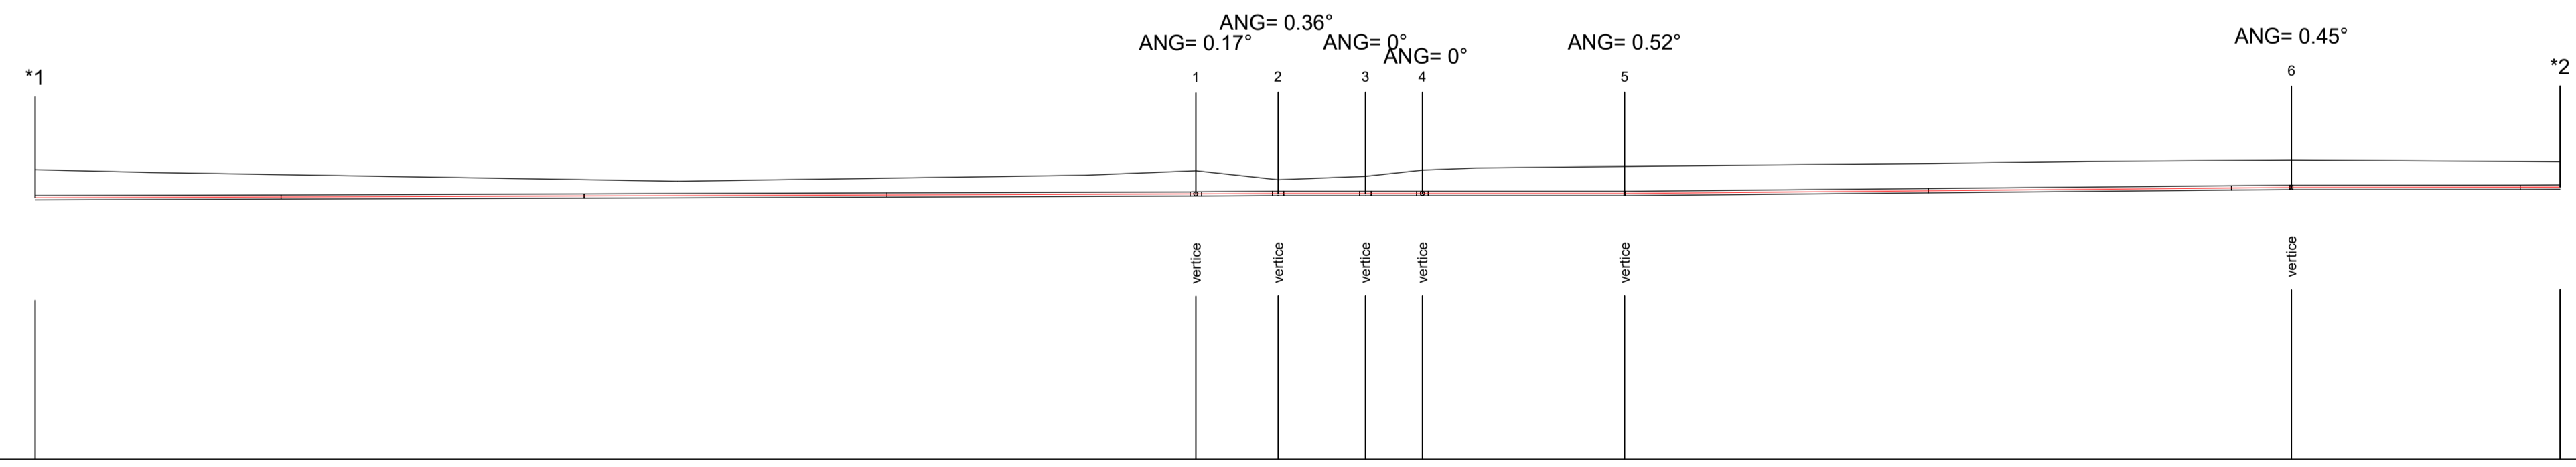 ANG= 0.36°
ANG= 0.17°
ANG= 0°
ANG= 0°
ANG= 0.52°
ANG= 0.45°
*1
1
2
3
4
5
6
*2
vertice
vertice
vertice
vertice
vertice
vertice